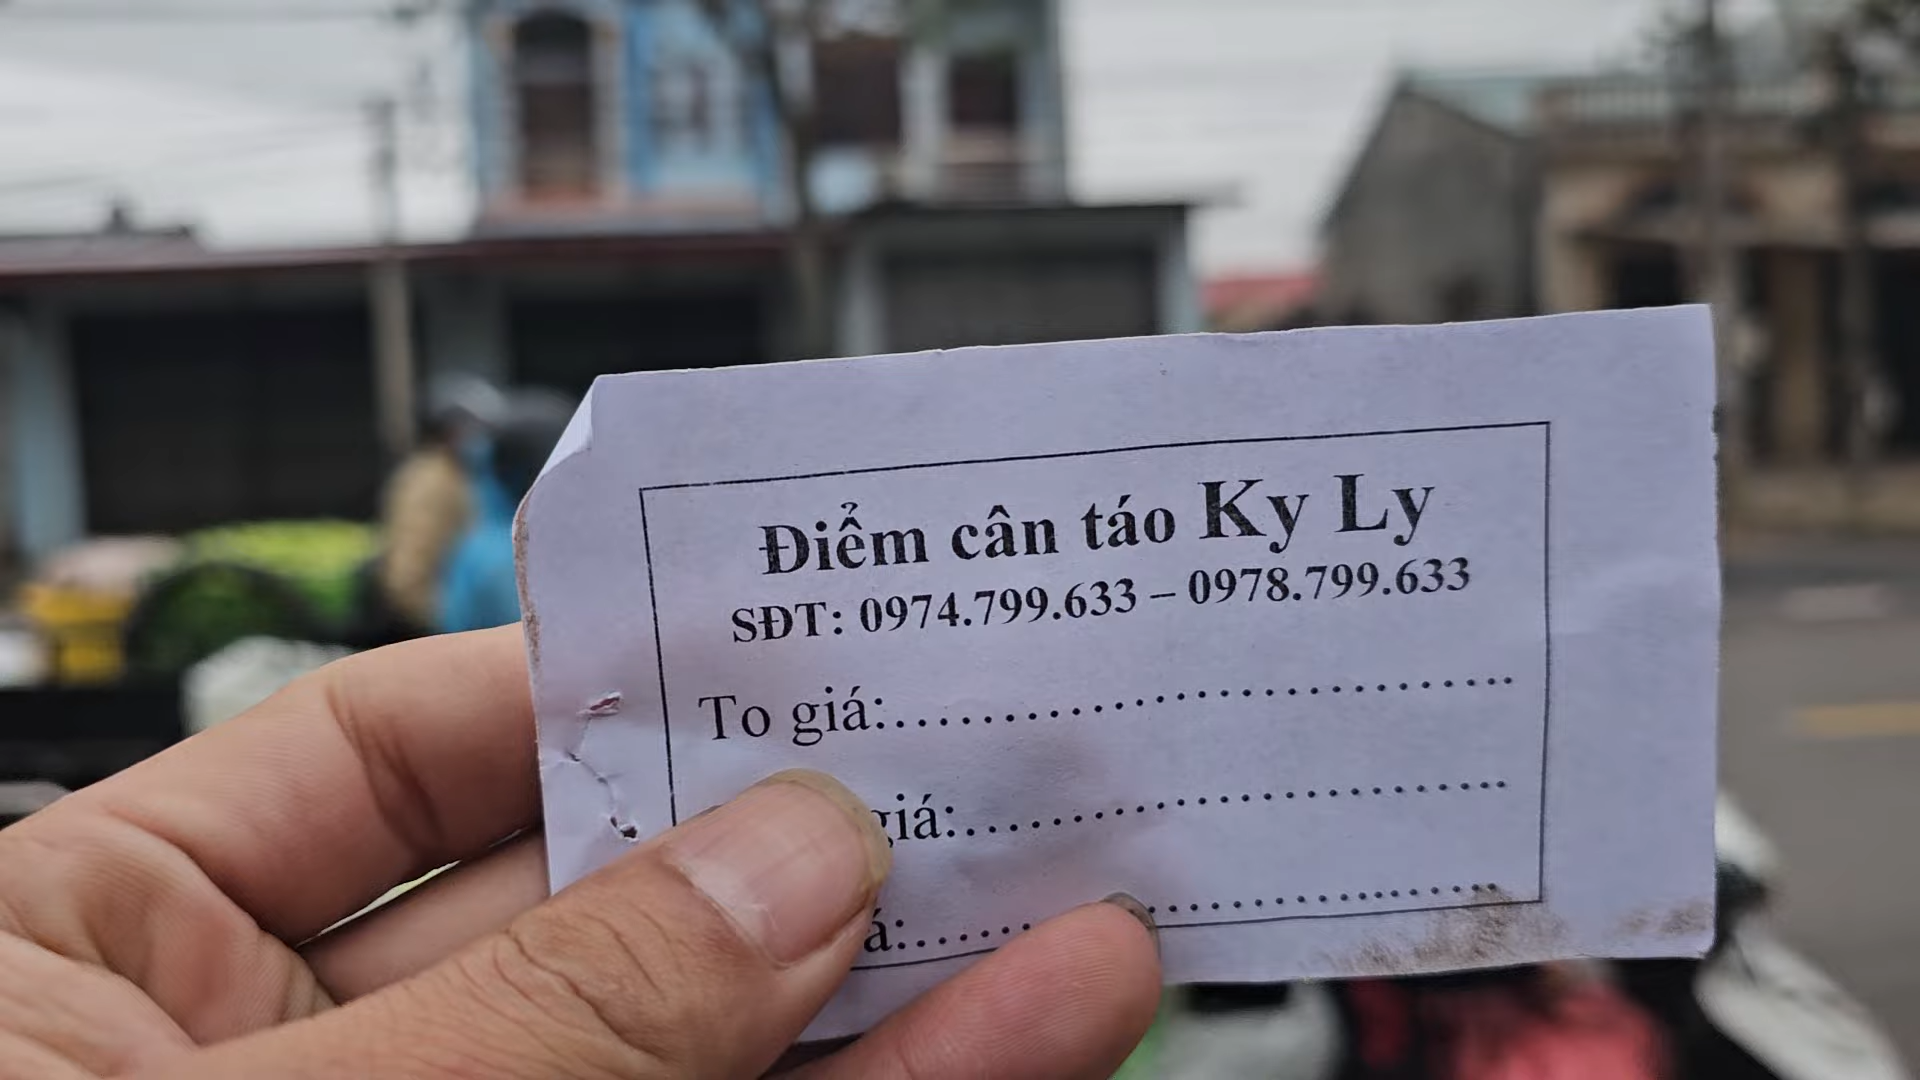 Điểm cân táo Ky Ly
SĐT: 0974.799.633 – 0978.799.633
To giá:..............................
giá:..............................